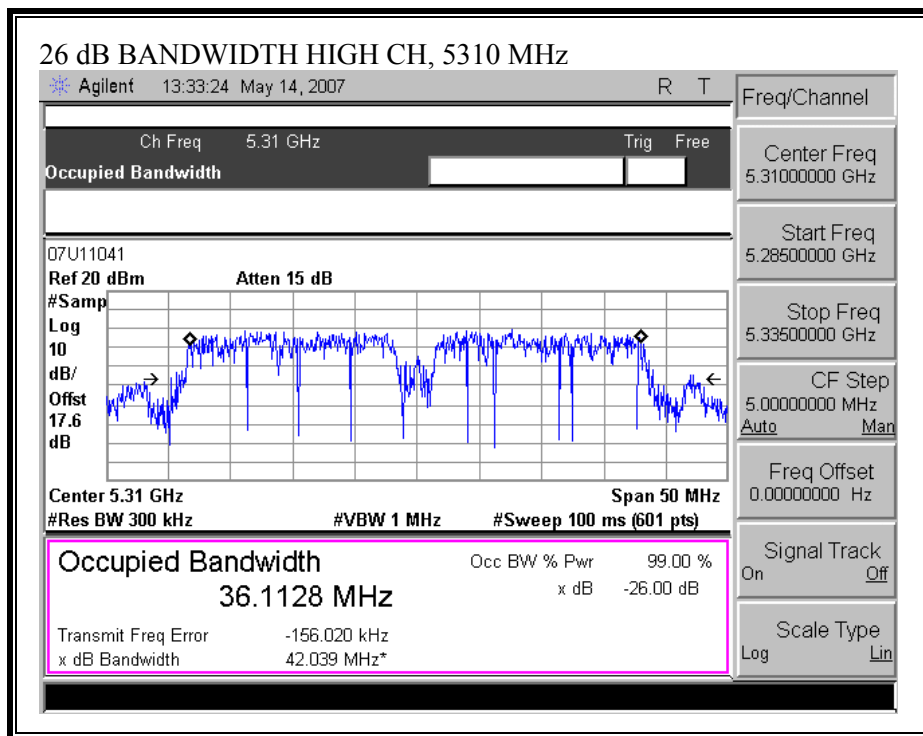 26 dB BANDWIDTH HIGH CH, 5310 MHz
Agilent 13:33:24 May 14, 2007 R T
Freq/Channel
Ch Freq 5.31 GHz Trig Free
Occupied Bandwidth
Center Freq
5.31000000 GHz
Start Freq
5.28500000 GHz
Stop Freq
5.33500000 GHz
CF Step
5.00000000 MHz
Auto Man
Freq Offset
0.00000000 Hz
Signal Track
On Off
Scale Type
Log Lin
07U11041
Ref 20 dBm Atten 15 dB
#Samp
Log
10
dB/
Offst
17.6
dB
Center 5.31 GHz Span 50 MHz
#Res BW 300 kHz #VBW 1 MHz #Sweep 100 ms (601 pts)
Occupied Bandwidth Occ BW % Pwr 99.00 %
36.1128 MHz x dB -26.00 dB
Transmit Freq Error -156.020 kHz
x dB Bandwidth 42.039 MHz*